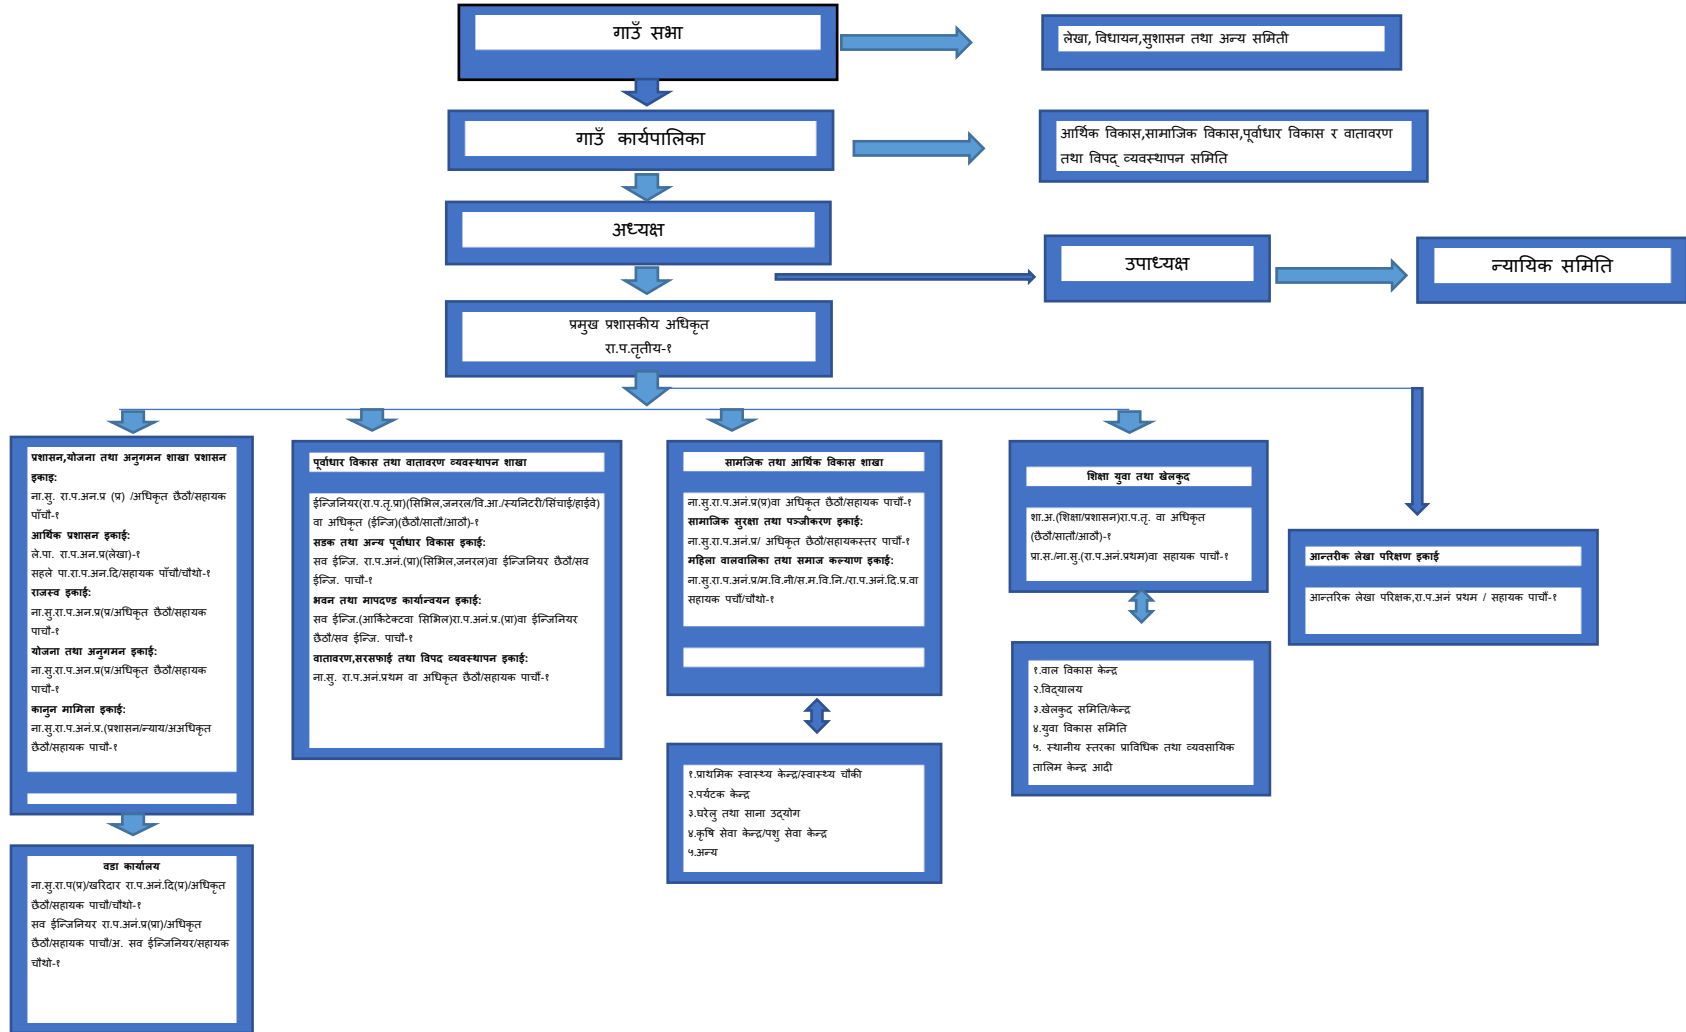 गाउँ सभा
लेखा, विधायन,सुशासन तथा अन्य समिती
गाउँ कार्यपालिका
आर्थिक विकास,सामाजिक विकास,पूर्वाधार विकास र वातावरण
तथा विपद् व्यवस्थापन समिति
अध्यक्ष
उपाध्यक्ष
न्यायिक समिति
प्रमुख प्रशासकीय अधिकृत
रा.प.तृतीय-१
प्रशासन,योजना तथा अनुगमन शाखा प्रशासन
इकाइ:
ना.सु. रा.प.अन.प्र (प्र) /अधिकृत छैठौ/सहायक
पाँचौ-१
आर्थिक प्रशासन इकाई:
ले.पा. रा.प.अन.प्र(लेखा)-१
सहले पा.रा.प.अन.दि/सहायक पाँचौ/चौथो-१
राजस्व इकाई:
ना.सु.रा.प.अन.प्र(प्र/अधिकृत छैठौ/सहायक
पाचौ-१
योजना तथा अनुगमन इकाई:
ना.सु.रा.प.अन.प्र(प्र/अधिकृत छैठौ/सहायक
पाचौ-१
कानुन मामिला इकाई:
ना.सु.रा.प.अनं.प्र.(प्रशासन/न्याय/अअधिकृत
छैठौ/सहायक पाचौ-१
वडा कार्यालय
ना.सु.रा.प(प्र)/खरिदार रा.प.अनं.दि(प्र)/अधिकृत
छैठौ/सहायक पाचौ/चौथो-१
सव ईन्जिनियर रा.प.अनं.प्र(प्रा)/अधिकृत
छैठौ/सहायक पाचौ/अ. सव ईन्जिनियर/सहायक
चौथो-१
पूर्वाधार विकास तथा वातावरण व्यवस्थापन शाखा
ईन्जिनियर(रा.प.तृ.प्रा)(सिभिल,जनरल/वि.आ./स्यनिटरी/सिंचाई/हाईवे)
वा अधिकृत (ईन्जि)(छैठौ/सातौ/आठौ)-१
सडक तथा अन्य पूर्वाधार विकास इकाई:
सव ईन्जि. रा.प.अनं.(प्रा)(सिभिल,जनरल)वा ईन्जिनियर छैठौ/सव
ईन्जि. पाचौ-१
भवन तथा मापदण्ड कार्यान्वयन इकाई:
सव ईन्जि.(आर्किटेक्टवा सिभिल)रा.प.अनं.प्र.(प्रा)वा ईन्जिनियर
छैठौ/सव ईन्जि. पाचौ-१
वातावरण,सरसफाई तथा विपद व्यवस्थापन इकाई:
ना.सु. रा.प.अनं.प्रथम वा अधिकृत छैठौ/सहायक पाचौं-१
सामजिक तथा आर्थिक विकास शाखा
ना.सु.रा.प.अनं.प्र(प्र)वा अधिकृत छैठौ/सहायक पाचौं-१
सामाजिक सुरक्षा तथा पञ्जीकरण इकाई:
ना.सु.रा.प.अनं.प्र/ अधिकृत छैठौ/सहायकस्तर पाचौं-१
महिला वालवालिका तथा समाज कल्याण इकाई:
ना.सु.रा.प.अनं.प्र/म.वि.नी/स.म.वि.नि./रा.प.अनं.दि.प्र.वा
सहायक पचौं/चौथो-१
१.प्राथमिक स्वास्थ्य केन्द्र/स्वास्थ्य चौकी
२.पर्यटक केन्द्र
३.घरेलु तथा साना उद्योग
४.कृषि सेवा केन्द्र/पशु सेवा केन्द्र
५.अन्य
शिक्षा युवा तथा खेलकुद
शा.अ.(शिक्षा/प्रशासन)रा.प.तृ. वा अधिकृत
(छैठौ/सातौ/आठौ)-१
प्रा.स./ना.सु.(रा.प.अनं.प्रथम)वा सहायक पाचौ-१
१.वाल विकास केन्द्र
२.विद्यालय
३.खेलकुद समिति/केन्द्र
४.युवा विकास समिति
५. स्थानीय स्तरका प्राविधिक तथा व्यवसायिक
तालिम केन्द्र आदी
आन्तरीक लेखा परिक्षण इकाई
आन्तरिक लेखा परिक्षक,रा.प.अनं प्रथम / सहायक पाचौं-१